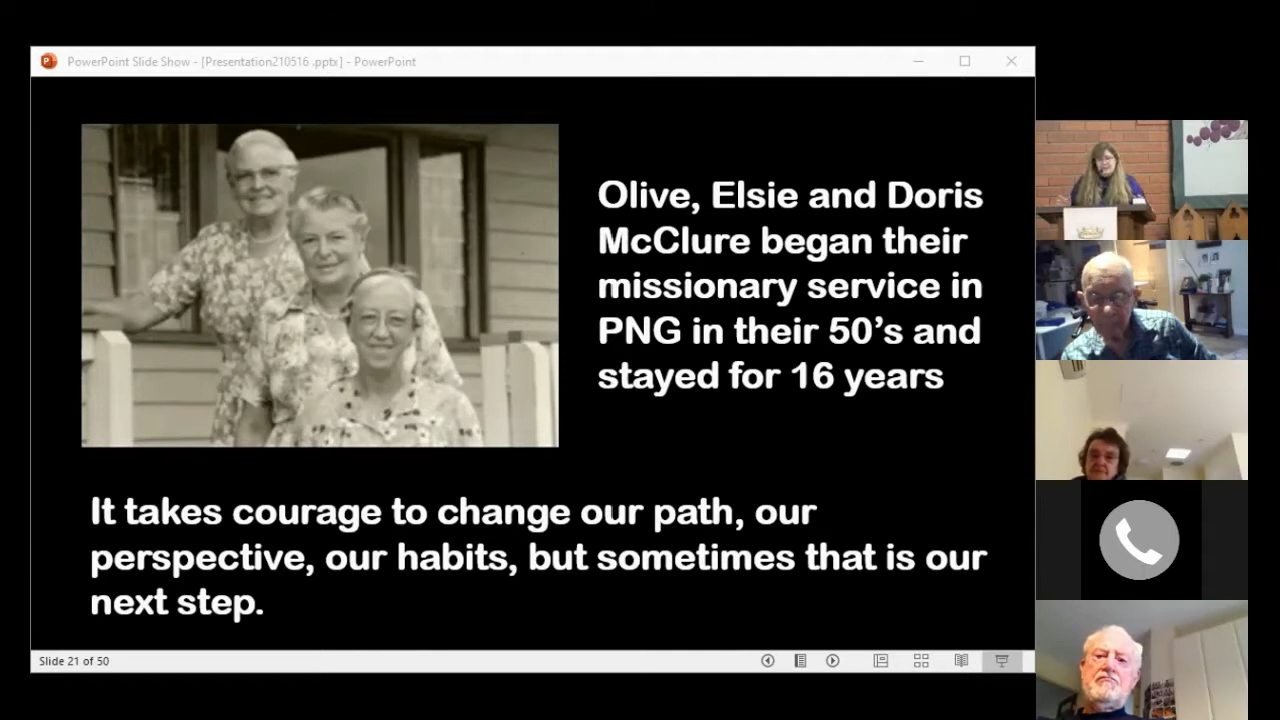 PowerPoint Slide Show - [Presentation210516 .pptx] - PowerPoint
Olive, Elsie and Doris
McClure began their
missionary service in
PNG in their 50's and
stayed for 16 years
It takes courage to change our path, our
perspective, our habits, but sometimes that is our
next step.
Slide 21 of 50